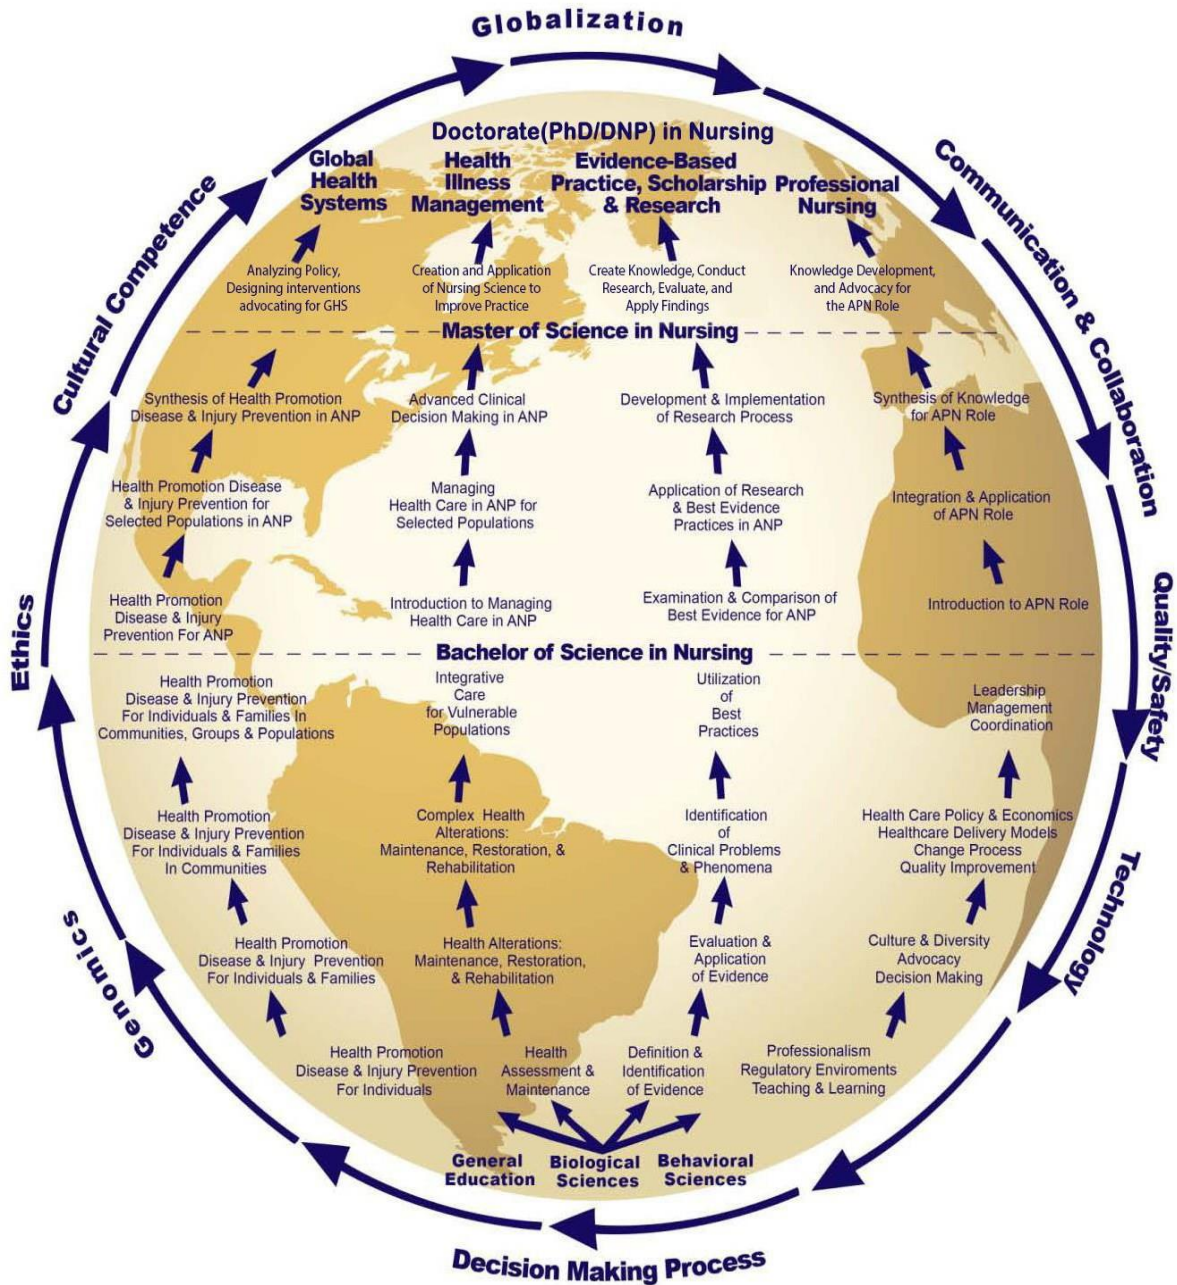 Globalization
Communication & Collaboration
Quality/Safety
Technology
Decision Making Process
Genomics
Ethics
Cultural Competence
Doctorate(PhD/DNP) in Nursing
Global
Health
Systems
Health
Illness
Management
Evidence-Based
Practice, Scholarship
& Research
Professional
Nursing
Analyzing Policy,
Designing interventions
advocating for GHS
Creation and Application
of Nursing Science to
Improve Practice
Create Knowledge, Conduct
Research, Evaluate, and
Apply Findings
Knowledge Development,
and Advocacy for
the APN Role
Master of Science in Nursing
Synthesis of Health Promotion
Disease & Injury Prevention in ANP
Advanced Clinical
Decision Making in ANP
Development & Implementation
of Research Process
Synthesis of Knowledge
for APN Role
Health Promotion Disease
& Injury Prevention for
Selected Populations in ANP
Managing
Health Care in ANP for
Selected Populations
Application of Research
& Best Evidence
Practices in ANP
Integration & Application
of APN Role
Health Promotion
Disease & Injury
Prevention For ANP
Introduction to Managing
Health Care in ANP
Examination & Comparison of
Best Evidence for ANP
Introduction to APN Role
Bachelor of Science in Nursing
Health Promotion
Disease & Injury Prevention
For Individuals & Families In
Communities, Groups & Populations
Integrative
Care
for Vulnerable
Populations
Utilization
of
Best
Practices
Leadership
Management
Coordination
Health Promotion
Disease & Injury Prevention
For Individuals & Families
In Communities
Complex Health
Alterations:
Maintenance, Restoration, &
Rehabilitation
Identification
of
Clinical Problems
& Phenomena
Health Care Policy & Economics
Healthcare Delivery Models
Change Process
Quality Improvement
Health Promotion
Disease & Injury Prevention
For Individuals & Families
Health Alterations:
Maintenance, Restoration,
& Rehabilitation
Evaluation &
Application
of Evidence
Culture & Diversity
Advocacy
Decision Making
Health Promotion
Disease & Injury Prevention
For Individuals
Health
Assessment &
Maintenance
Definition &
Identification
of Evidence
Professionalism
Regulatory Enviroments
Teaching & Learning
General
Education
Biological
Sciences
Behavioral
Sciences